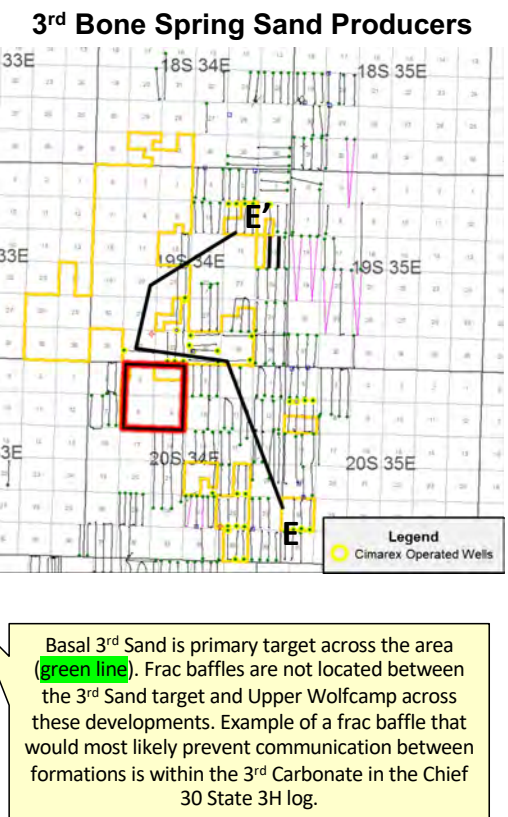 3rd Bone Spring Sand Producers
33E
18S 34E
18S 35E
E'
33E
19S 34E
19S 35E
3E
20S 34E
20S 35E
E
Legend
Cimarex Operated Wells
Basal 3rd Sand is primary target across the area
(green line). Frac baffles are not located between
the 3rd Sand target and Upper Wolfcamp across
these developments. Example of a frac baffle that
would most likely prevent communication between
formations is within the 3rd Carbonate in the Chief
30 State 3H log.